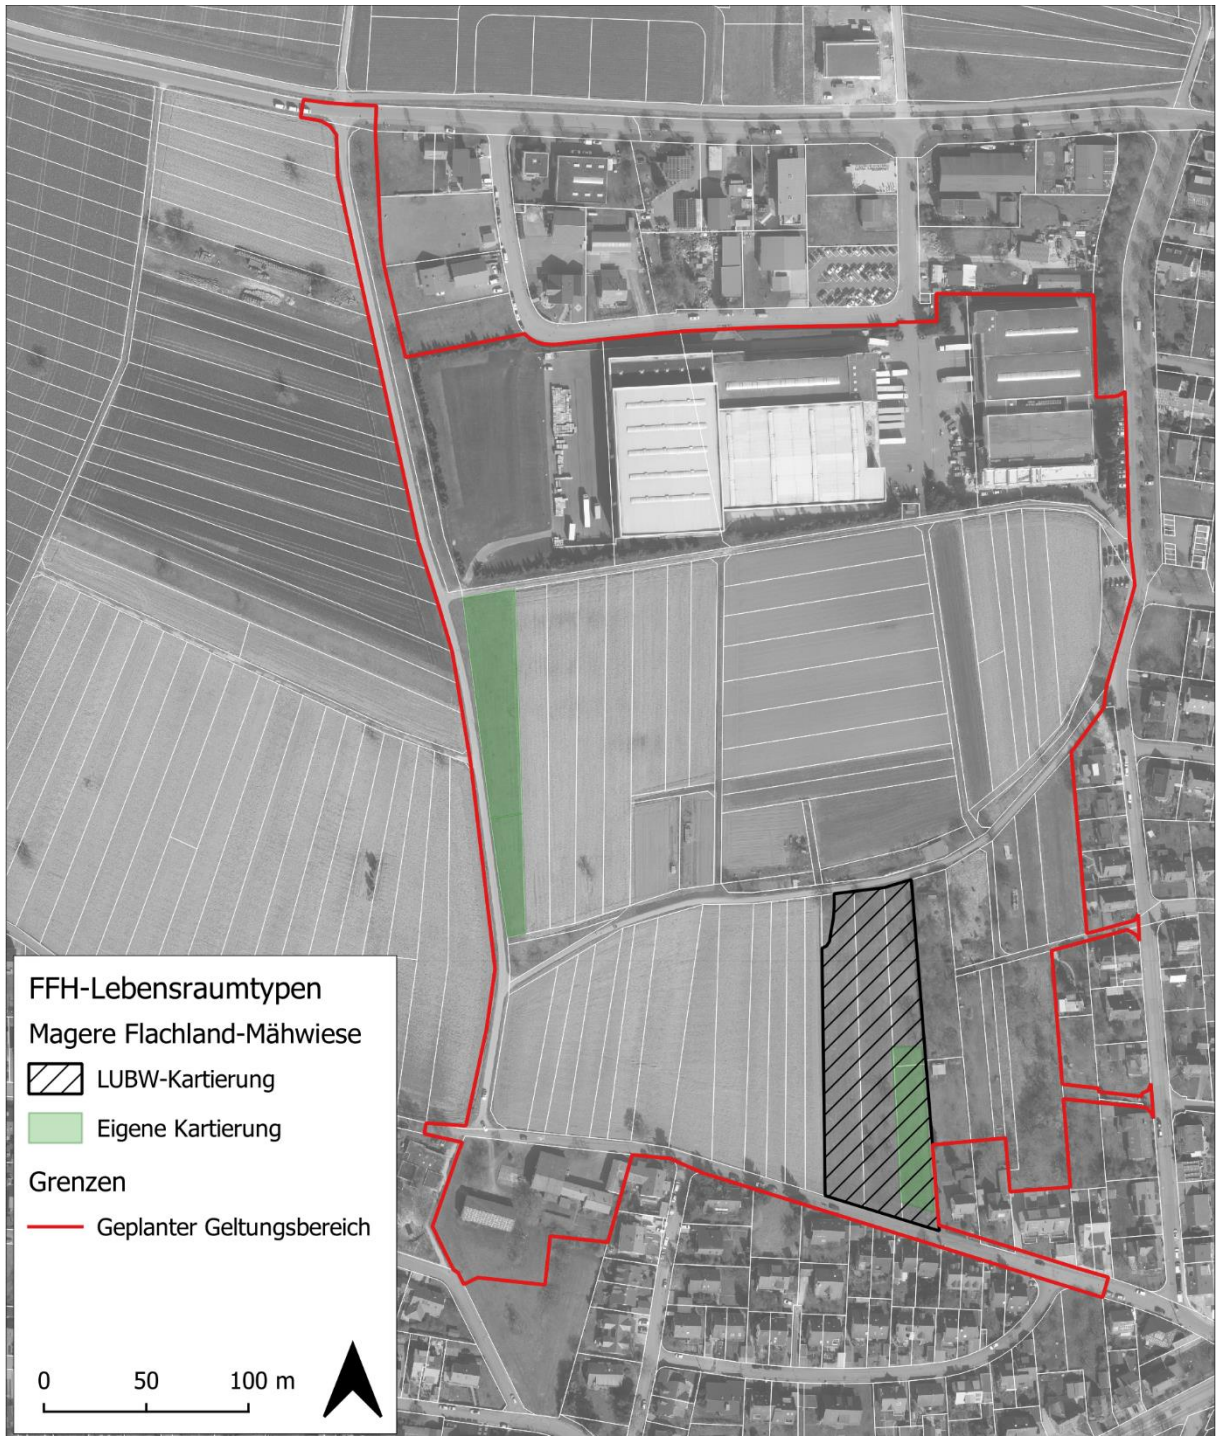 FFH-Lebensraumtypen
Magere Flachland-Mähwiese
LUBW-Kartierung
Eigene Kartierung
Grenzen
Geplanter Geltungsbereich
0 50 100 m